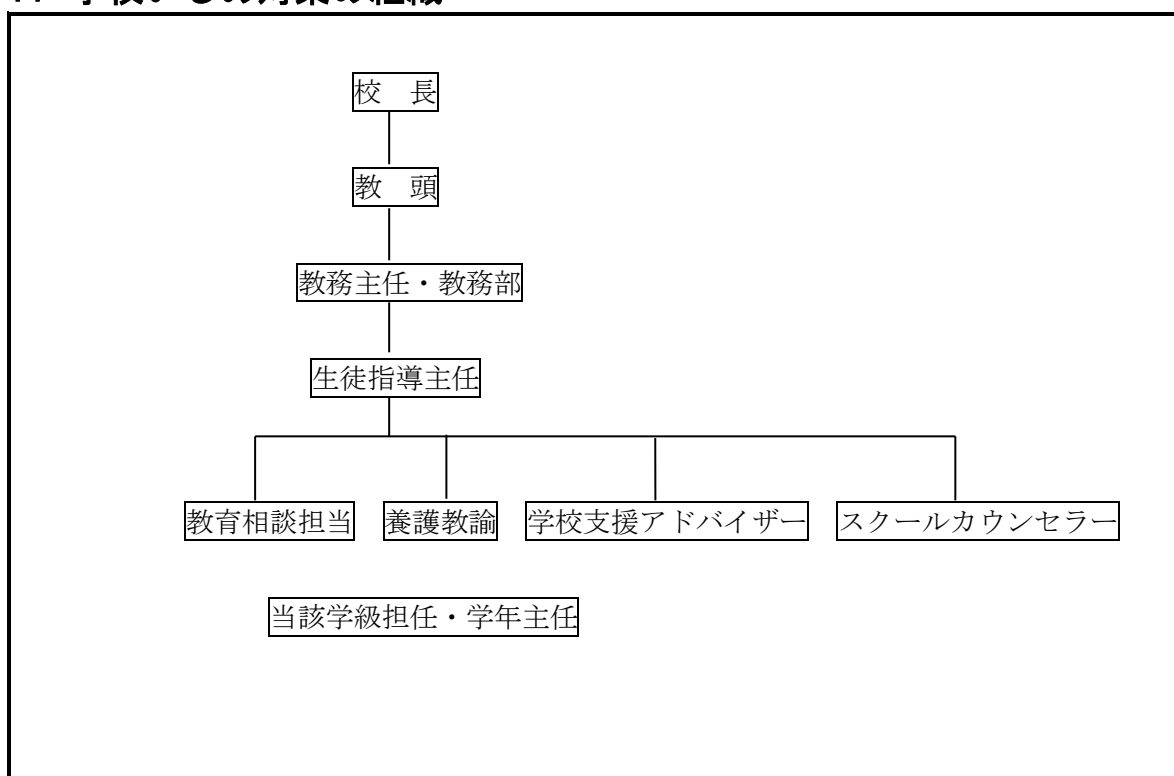 校　長
教　頭
教務主任・教務部
生徒指導主任
教育相談担当 養護教諭 学校支援アドバイザー スクールカウンセラー
当該学級担任・学年主任